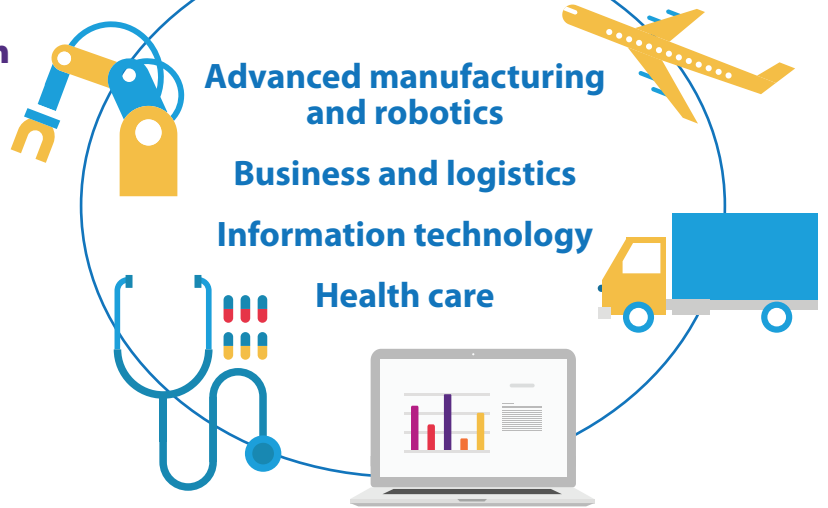 Advanced manufacturing
and robotics
Business and logistics
Information technology
Health care